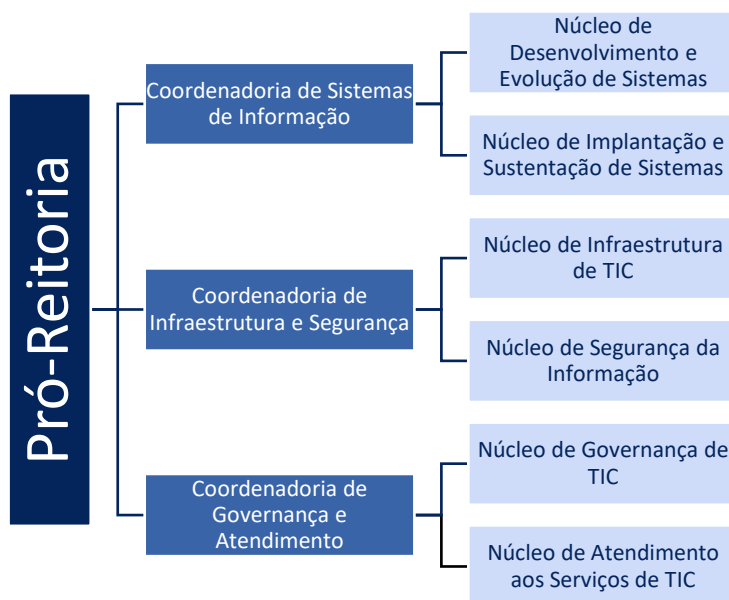 Pró-Reitoria
Coordenadoria de Sistemas
de Informação
Núcleo de
Desenvolvimento e
Evolução de Sistemas
Núcleo de Implantação e
Sustentação de Sistemas
Coordenadoria de
Infraestrutura e Segurança
Núcleo de Infraestrutura
de TIC
Núcleo de Segurança da
Informação
Coordenadoria de
Governança e
Atendimento
Núcleo de Governança de
TIC
Núcleo de Atendimento
aos Serviços de TIC